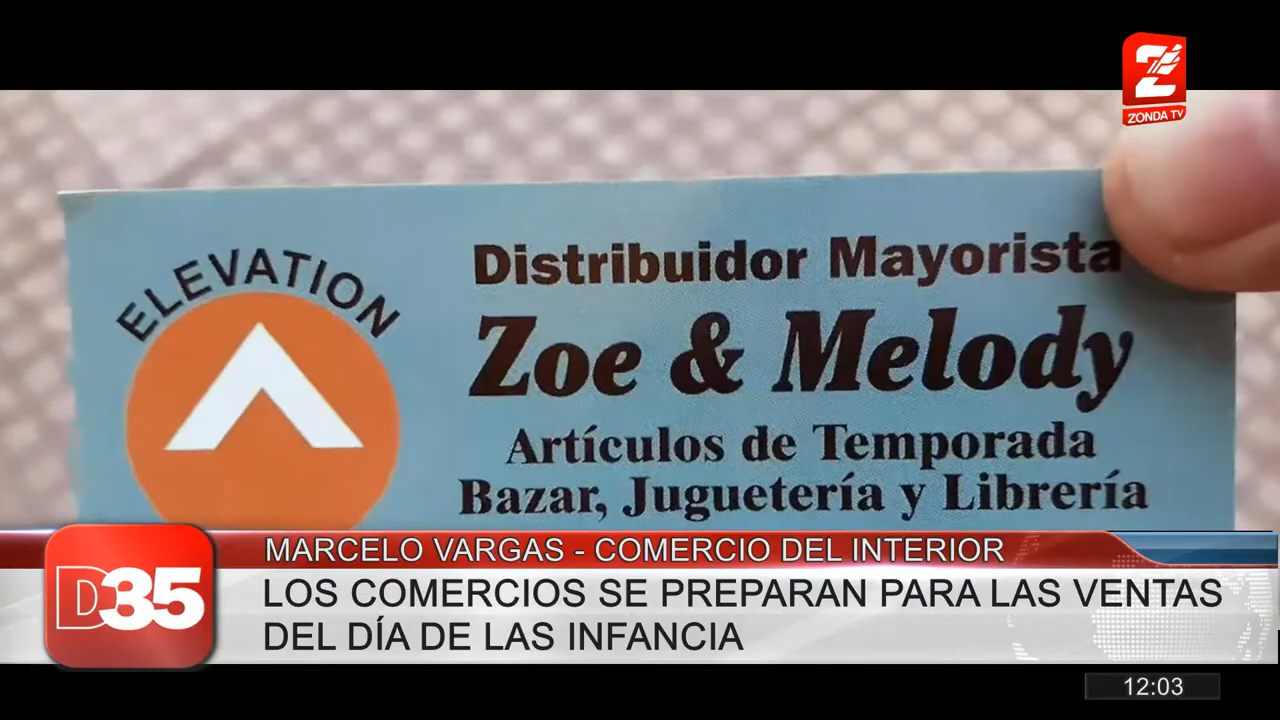 ZONDA TV
ELEVATION
Distribuidor Mayorista
Zoe & Melody
Artículos de Temporada
Bazar, Juguetería y Librería
D35
MARCELO VARGAS - COMERCIO DEL INTERIOR
LOS COMERCIOS SE PREPARAN PARA LAS VENTAS
DEL DÍA DE LAS INFANCIA
12:03